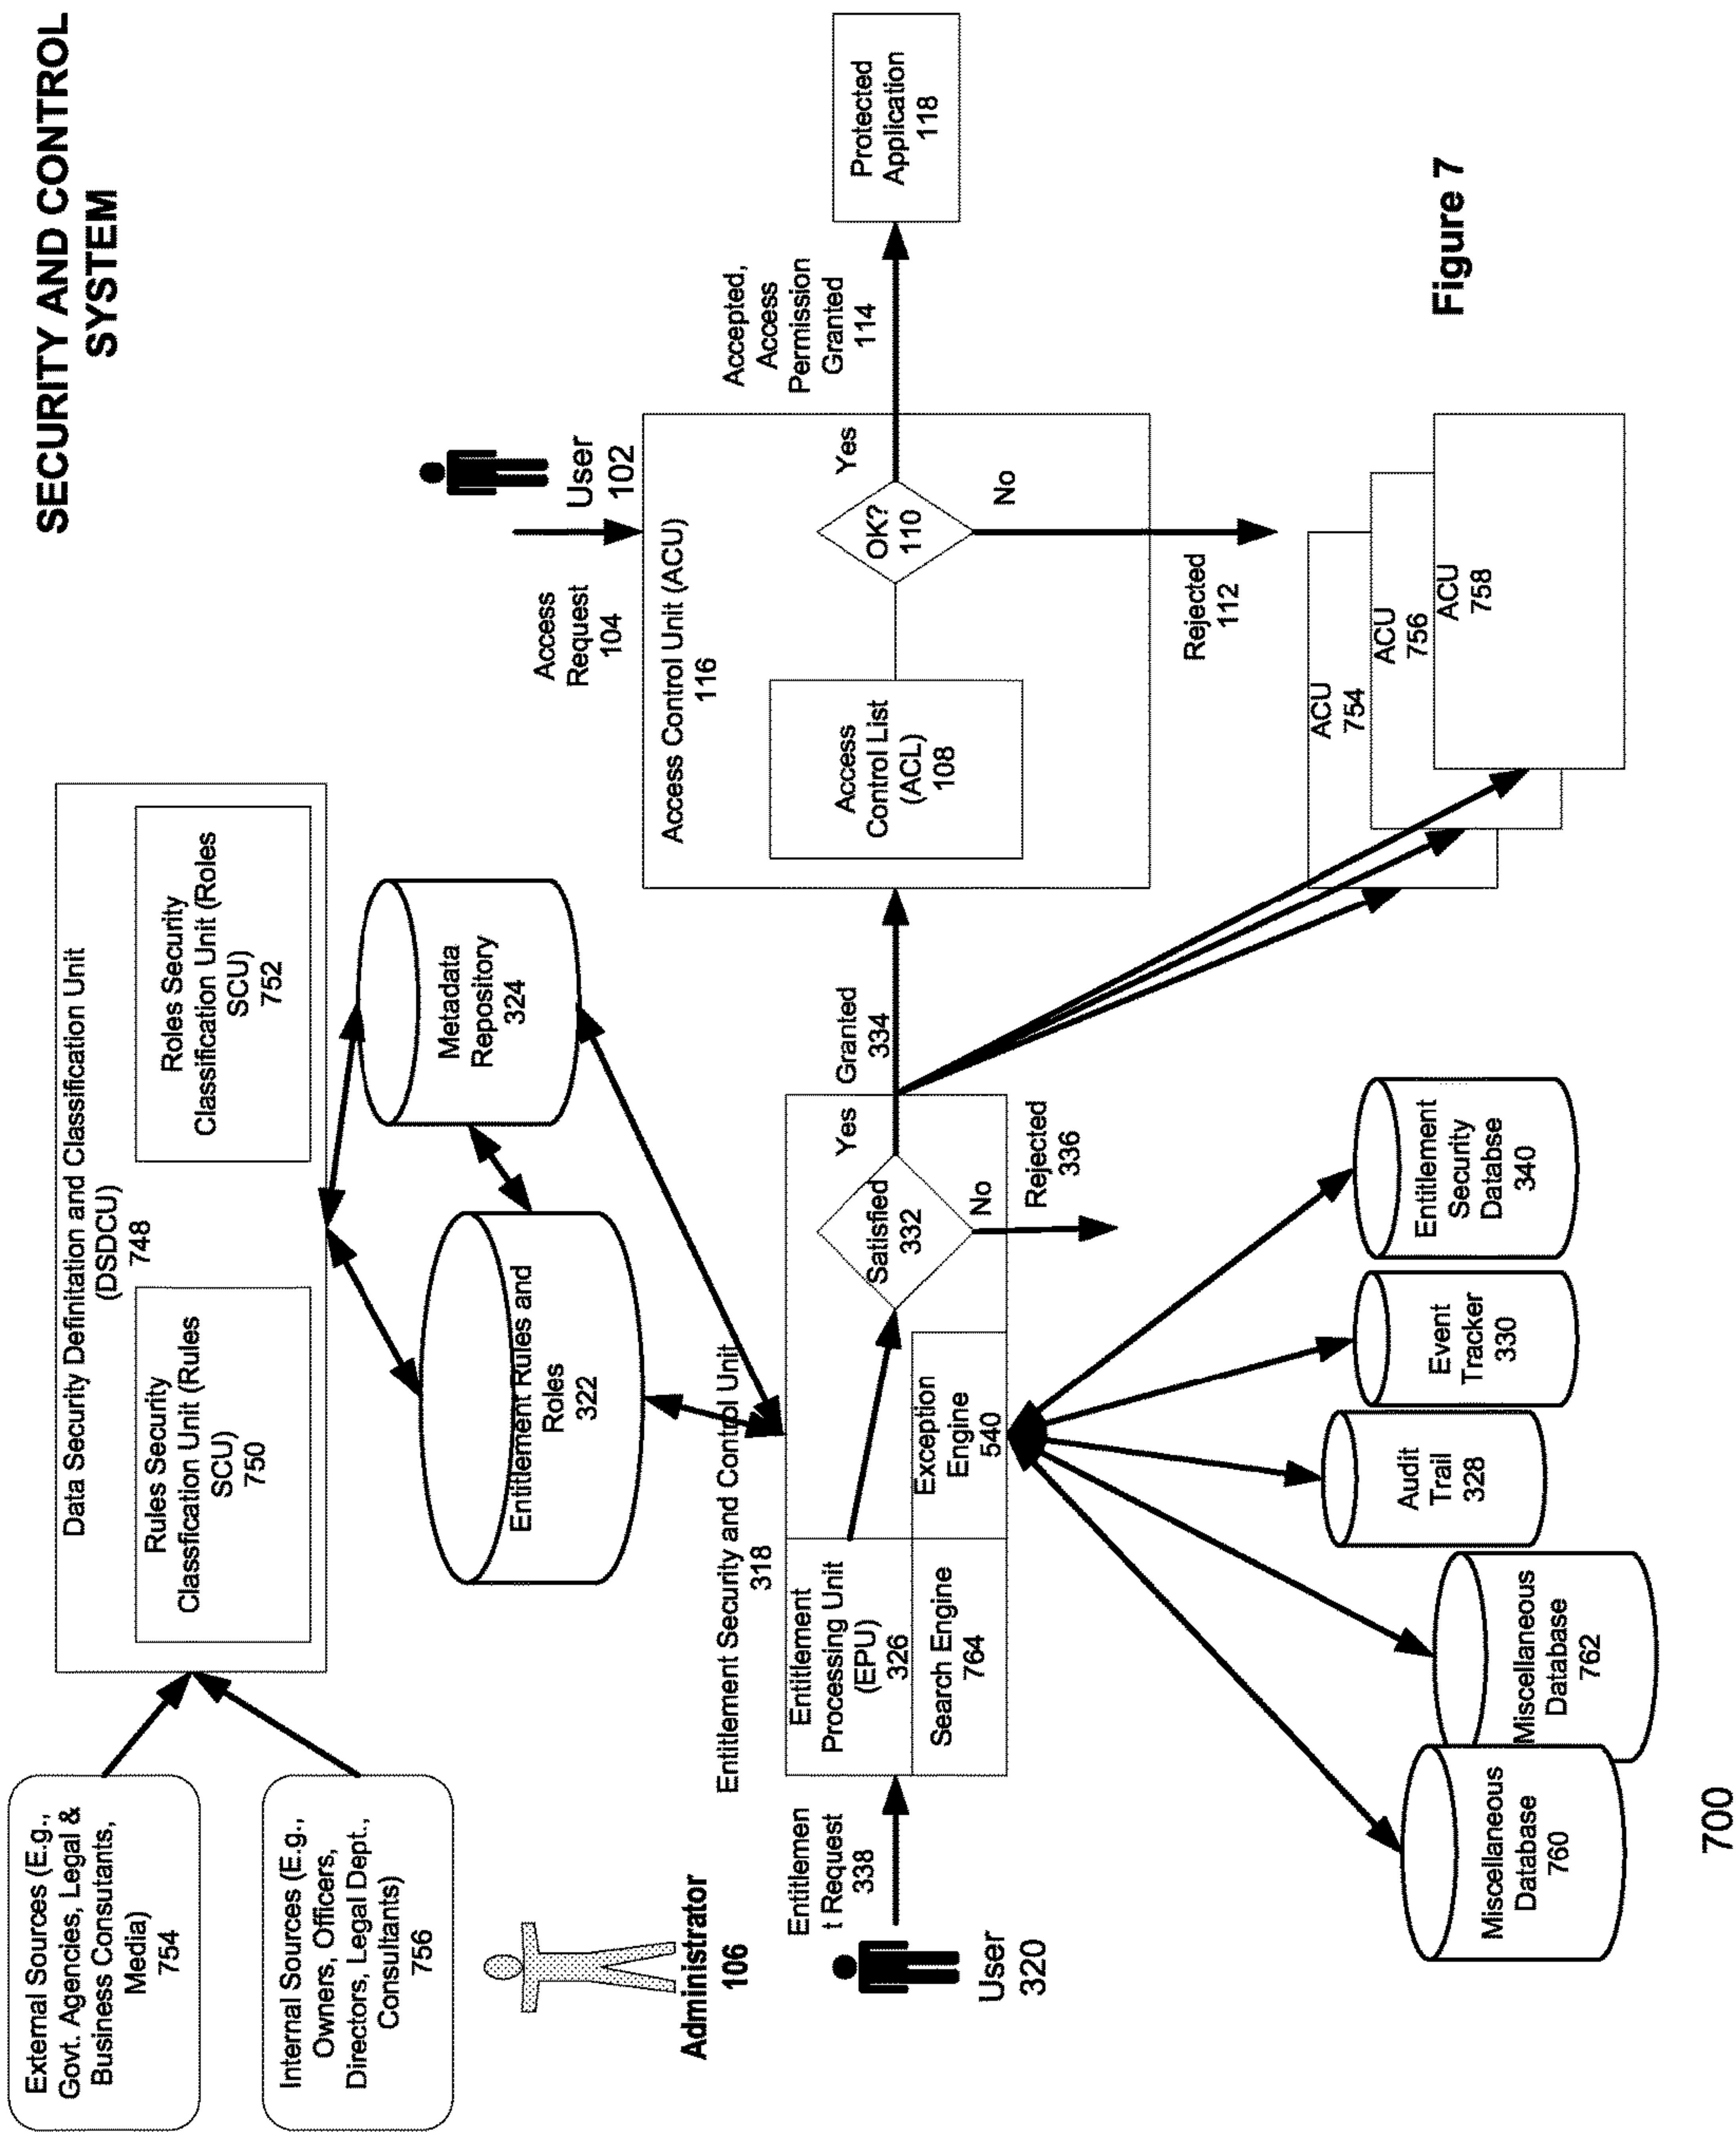 SECURITY AND CONTROL
SYSTEM
External Sources (E.g.,
Govt. Agencies, Legal &
Business Consutants,
Media)
754
Internal Sources (E.g.,
Owners, Officers,
Directors, Legal Dept.,
Consultants)
756
Data Security Definitation and Classification Unit
(DSDCU)
748
Rules Security
Classfication Unit (Rules
SCU)
750
Roles Security
Classification Unit (Roles
SCU)
752
Entitlement Rules and
Roles
322
Metadata
Repository
324
Administrator
106
User
320
Entitlemen
t Request
338
Entitlement Security and Control Unit
318
Entitlement
Processing Unit
(EPU)
326
Search Engine
764
Exception
Engine
540
Satisfied
332
Yes
No
Granted
334
Rejected
336
Access
Request
104
User
102
Access Control Unit (ACU)
116
Access
Control List
(ACL)
108
OK?
110
Yes
No
Accepted,
Access
Permission
Granted
114
Rejected
112
Protected
Application
118
ACU
754
ACU
756
ACU
758
Miscellaneous
Database
760
Miscellaneous
Database
762
Audit
Trail
328
Event
Tracker
330
Entitlement
Security
Databse
340
700
Figure 7